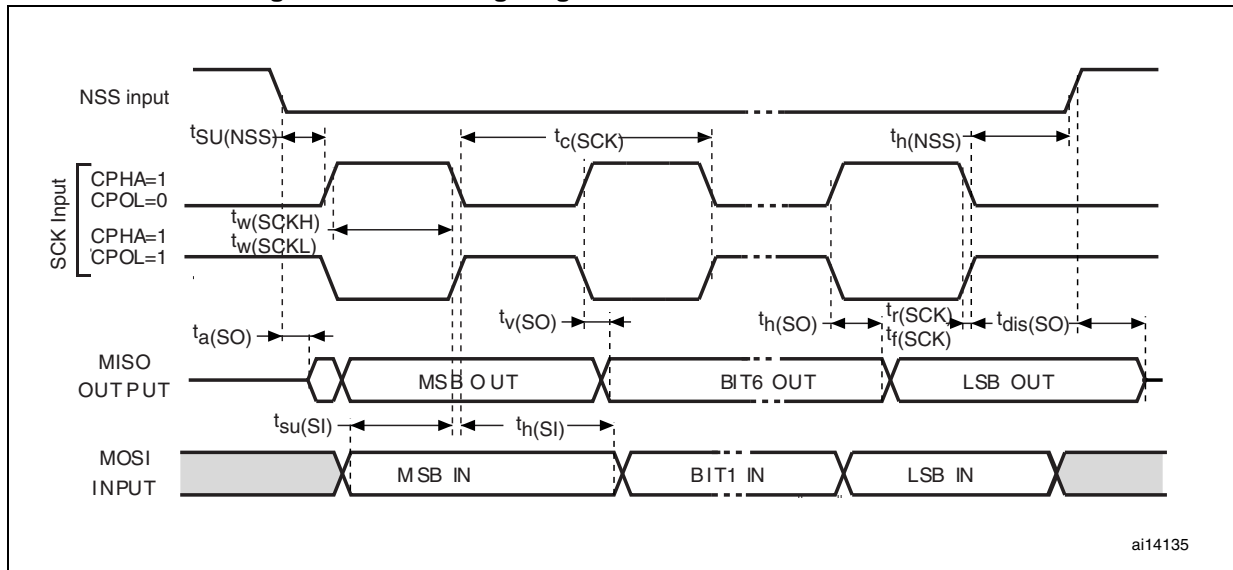 NSS input
tSU(NSS)
tc(SCK)
th(NSS)
SCK Input
CPHA=1
CPOL=0
tw(SCKH)
tw(SCKL)
CPHA=1
CPOL=1
ta(SO)
tv(SO)
th(SO)
tr(SCK)
tf(SCK)
tdis(SO)
MISO
OUTPUT
MSB OUT
BIT6 OUT
LSB OUT
tsu(SI)
th(SI)
MOSI
INPUT
MSB IN
BIT1 IN
LSB IN
ai14135